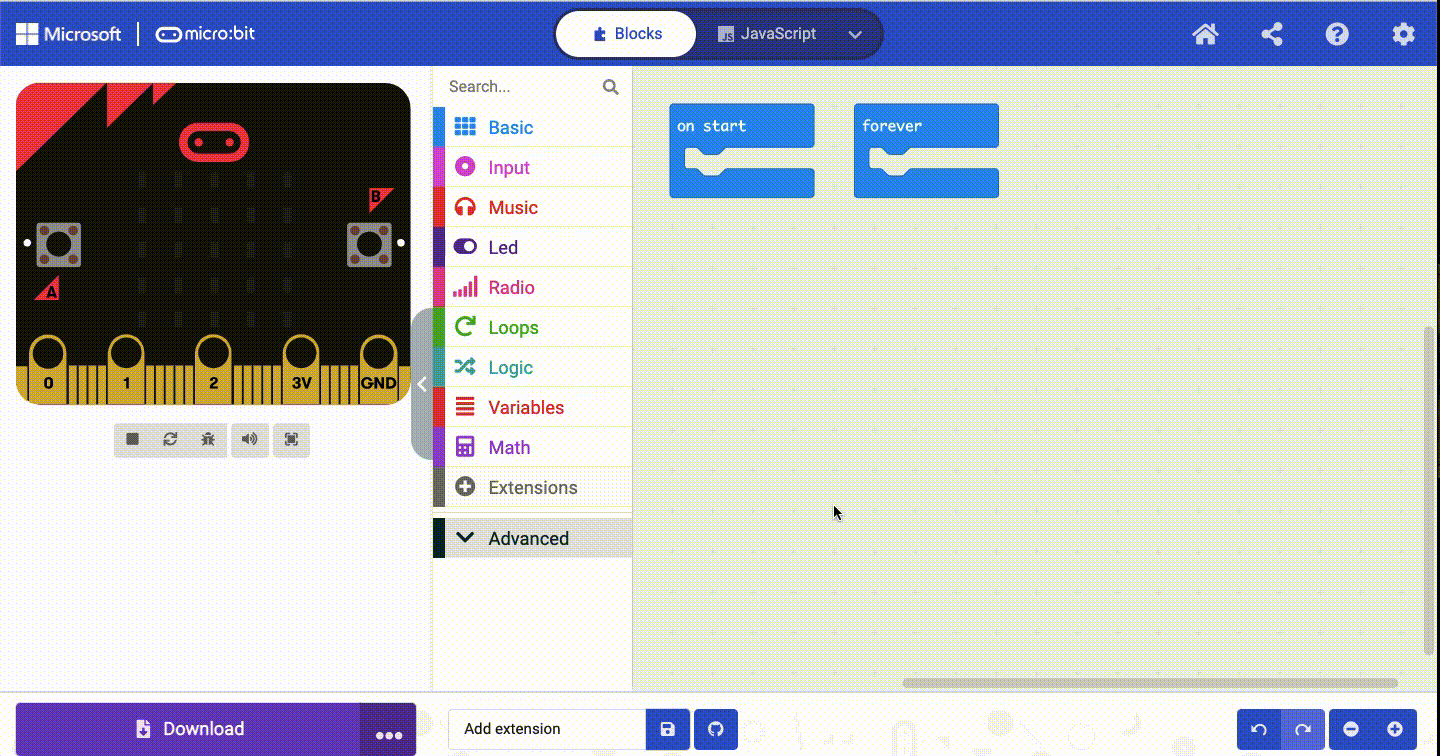 Microsoft
micro:bit
Blocks
JavaScript
B
A
0
1
2
3V
GND
Search...
Basic
Input
Music
Led
Radio
Loops
Logic
Variables
Math
Extensions
Advanced
on start
forever
Download
Add extension